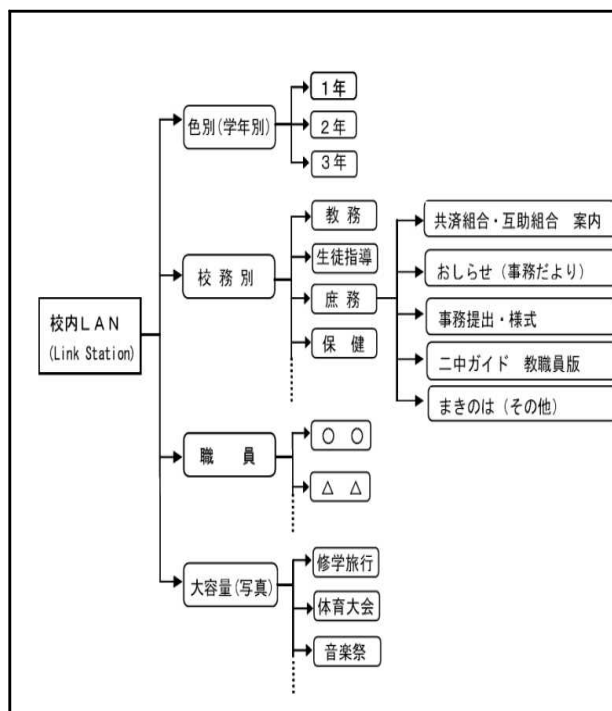 校内ＬＡＮ
(Link Station)
色別(学年別)
１年
２年
３年
校 務 別
教 務
生徒指導
庶 務
保 健
共済組合・互助組合　案内
おしらせ（事務だより）
事務提出・様式
二中ガイド　教職員版
まきのは（その他）
職　員
○　○
△　△
大容量(写真)
修学旅行
体育大会
音楽祭